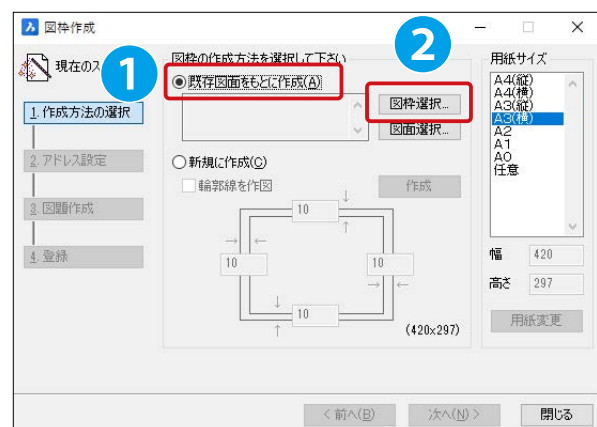 図枠作成
現在のス
1
2
図枠の作成方法を選択して下さい
用紙サイズ
既存図面をもとに作成(A)
図枠選択...
図面選択...
新規に作成(C)
輪郭線を作図
作成
10
10
10
10
(420x297)
1. 作成方法の選択
2. アドレス設定
3. 図題作成
4. 登録
A4(縦)
A4(横)
A3(縦)
A3(横)
A2
A1
A0
任意
幅 420
高さ 297
用紙変更
< 前へ(B)
次へ(N) >
閉じる